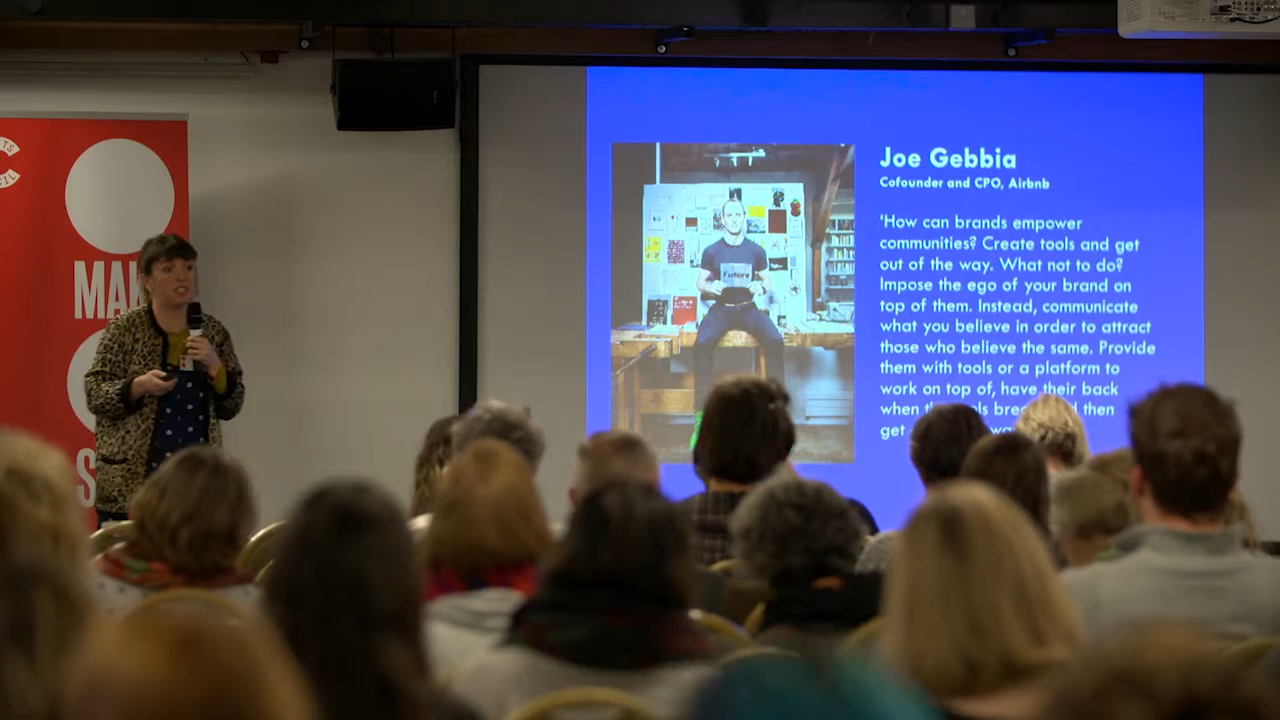 MAK
S
Joe Gebbia
Cofounder and CPO, Airbnb
'How can brands empower
communities? Create tools and get
out of the way. What not to do?
Impose the ego of your brand on
top of them. Instead, communicate
what you believe in order to attract
those who believe the same. Provide
them with tools or a platform to
work on top of, have their back
when then
get
Future